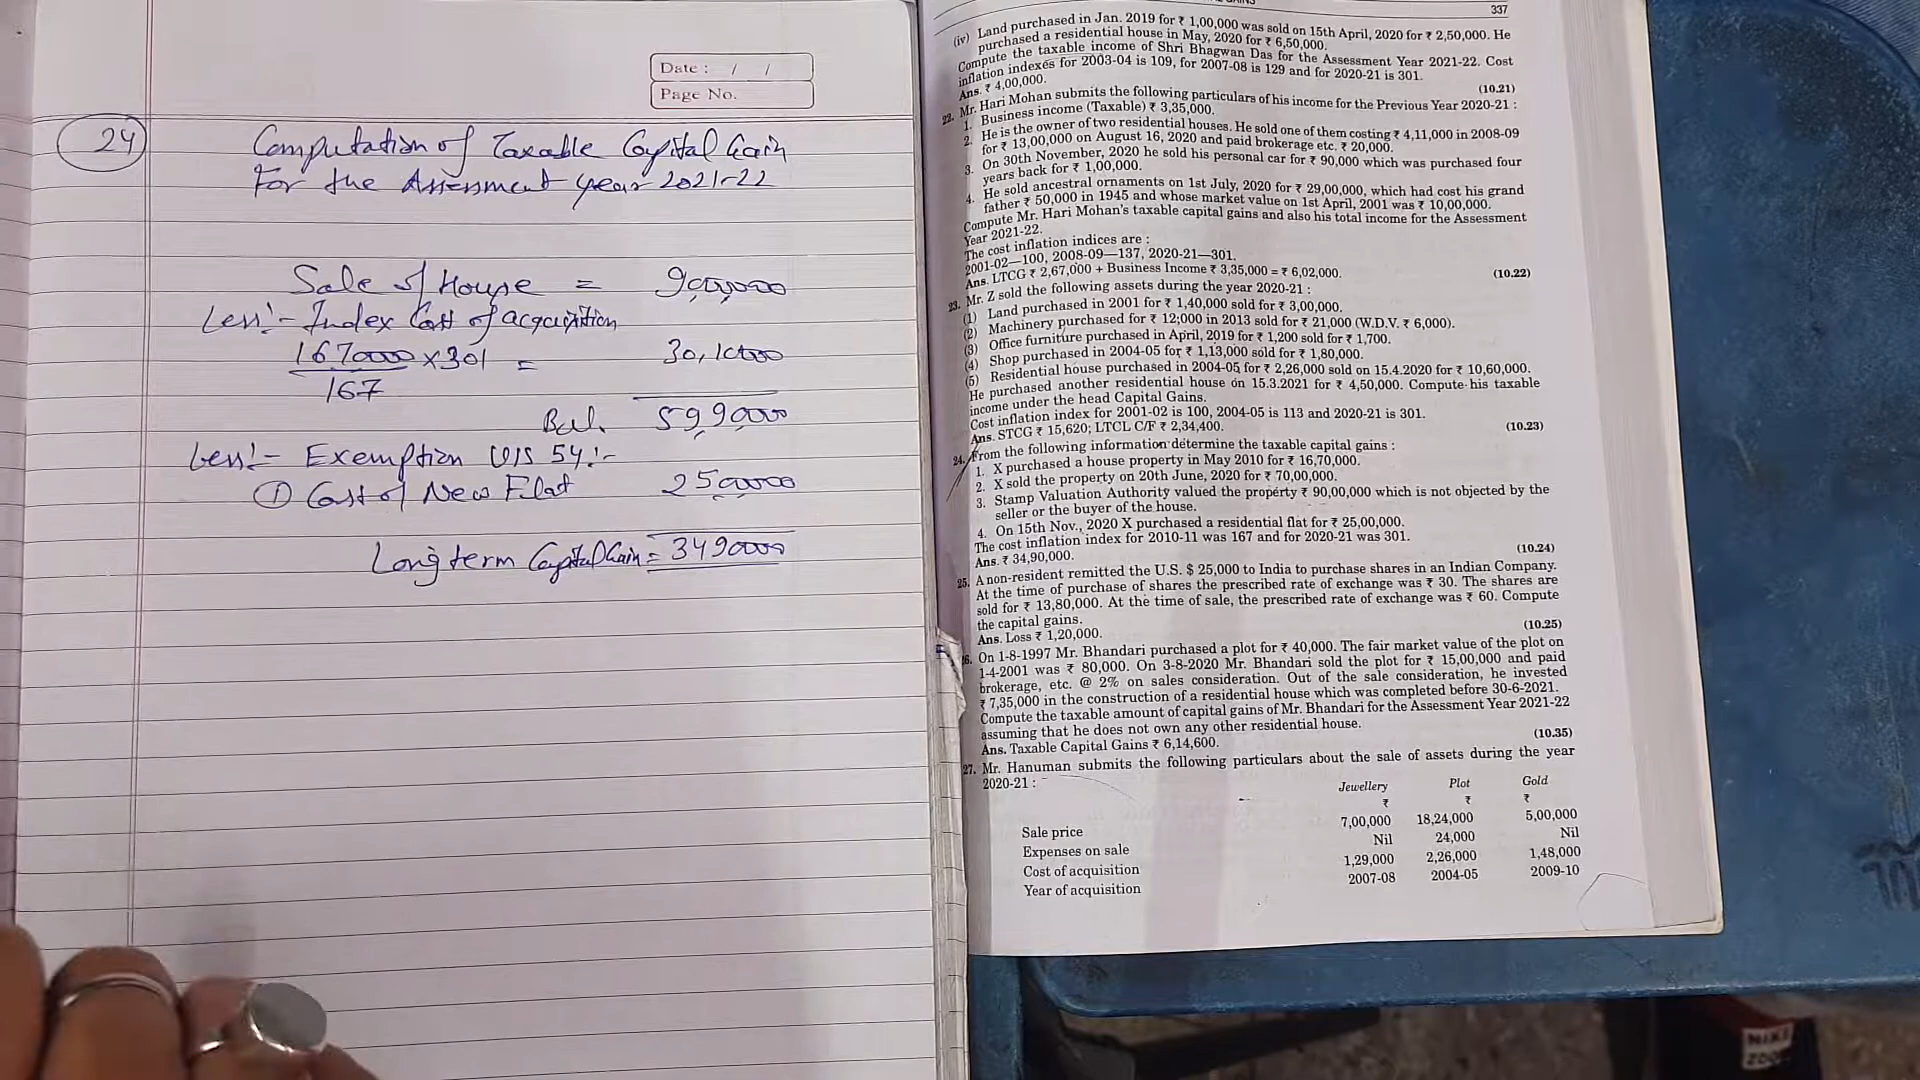 Date :    /    /
Page No.
24
Computation of Taxable Capital Gain
For the Assessment year 2021-22
Sale of House = 9000000
Less:- Index Cost of acquisition
1670000 x 301 = 3010000
167
Bal. 5990000
Less:- Exemption U/S 54:-
① Cost of New Flat 2500000
Long term Capital Gain = 3490000
337
(iv) Land purchased in Jan. 2019 for ₹ 1,00,000 was sold on 15th April, 2020 for ₹ 2,50,000. He
purchased a residential house in May, 2020 for ₹ 6,50,000.
Compute the taxable income of Shri Bhagwan Das for the Assessment Year 2021-22. Cost
inflation indexes for 2003-04 is 109, for 2007-08 is 129 and for 2020-21 is 301.
Ans. ₹ 4,00,000. (10.21)
22. Mr. Hari Mohan submits the following particulars of his income for the Previous Year 2020-21 :
1. Business income (Taxable) ₹ 3,35,000.
2. He is the owner of two residential houses. He sold one of them costing ₹ 4,11,000 in 2008-09
for ₹ 13,00,000 on August 16, 2020 and paid brokerage etc. ₹ 20,000.
3. On 30th November, 2020 he sold his personal car for ₹ 90,000 which was purchased four
years back for ₹ 1,00,000.
4. He sold ancestral ornaments on 1st July, 2020 for ₹ 29,00,000, which had cost his grand
father ₹ 50,000 in 1945 and whose market value on 1st April, 2001 was ₹ 10,00,000.
Compute Mr. Hari Mohan's taxable capital gains and also his total income for the Assessment
Year 2021-22.
The cost inflation indices are :
2001-02—100, 2008-09—137, 2020-21—301.
Ans. LTCG ₹ 2,67,000 + Business Income ₹ 3,35,000 = ₹ 6,02,000. (10.22)
23. Mr. Z sold the following assets during the year 2020-21 :
(1) Land purchased in 2001 for ₹ 1,40,000 sold for ₹ 3,00,000.
(2) Machinery purchased for ₹ 12,000 in 2013 sold for ₹ 21,000 (W.D.V. ₹ 6,000).
(3) Office furniture purchased in April, 2019 for ₹ 1,200 sold for ₹ 1,700.
(4) Shop purchased in 2004-05 for ₹ 1,13,000 sold for ₹ 1,80,000.
(5) Residential house purchased in 2004-05 for ₹ 2,26,000 sold on 15.4.2020 for ₹ 10,60,000.
He purchased another residential house on 15.3.2021 for ₹ 4,50,000. Compute his taxable
income under the head Capital Gains.
Cost inflation index for 2001-02 is 100, 2004-05 is 113 and 2020-21 is 301.
Ans. STCG ₹ 15,620; LTCL C/F ₹ 2,34,400. (10.23)
24. From the following information determine the taxable capital gains :
1. X purchased a house property in May 2010 for ₹ 16,70,000.
2. X sold the property on 20th June, 2020 for ₹ 70,00,000.
3. Stamp Valuation Authority valued the property ₹ 90,00,000 which is not objected by the
seller or the buyer of the house.
4. On 15th Nov., 2020 X purchased a residential flat for ₹ 25,00,000.
The cost inflation index for 2010-11 was 167 and for 2020-21 was 301.
Ans. ₹ 34,90,000. (10.24)
25. A non-resident remitted the U.S. $ 25,000 to India to purchase shares in an Indian Company.
At the time of purchase of shares the prescribed rate of exchange was ₹ 30. The shares are
sold for ₹ 13,80,000. At the time of sale, the prescribed rate of exchange was ₹ 60. Compute
the capital gains.
Ans. Loss ₹ 1,20,000. (10.25)
26. On 1-8-1997 Mr. Bhandari purchased a plot for ₹ 40,000. The fair market value of the plot on
1-4-2001 was ₹ 80,000. On 3-8-2020 Mr. Bhandari sold the plot for ₹ 15,00,000 and paid
brokerage, etc. @ 2% on sales consideration. Out of the sale consideration, he invested
₹ 7,35,000 in the construction of a residential house which was completed before 30-6-2021.
Compute the taxable amount of capital gains of Mr. Bhandari for the Assessment Year 2021-22
assuming that he does not own any other residential house.
Ans. Taxable Capital Gains ₹ 6,14,600. (10.35)
27. Mr. Hanuman submits the following particulars about the sale of assets during the year
2020-21 :
Jewellery Plot Gold
₹ ₹ ₹
Sale price 7,00,000 18,24,000 5,00,000
Expenses on sale Nil 24,000 Nil
Cost of acquisition 1,29,000 2,26,000 1,48,000
Year of acquisition 2007-08 2004-05 2009-10